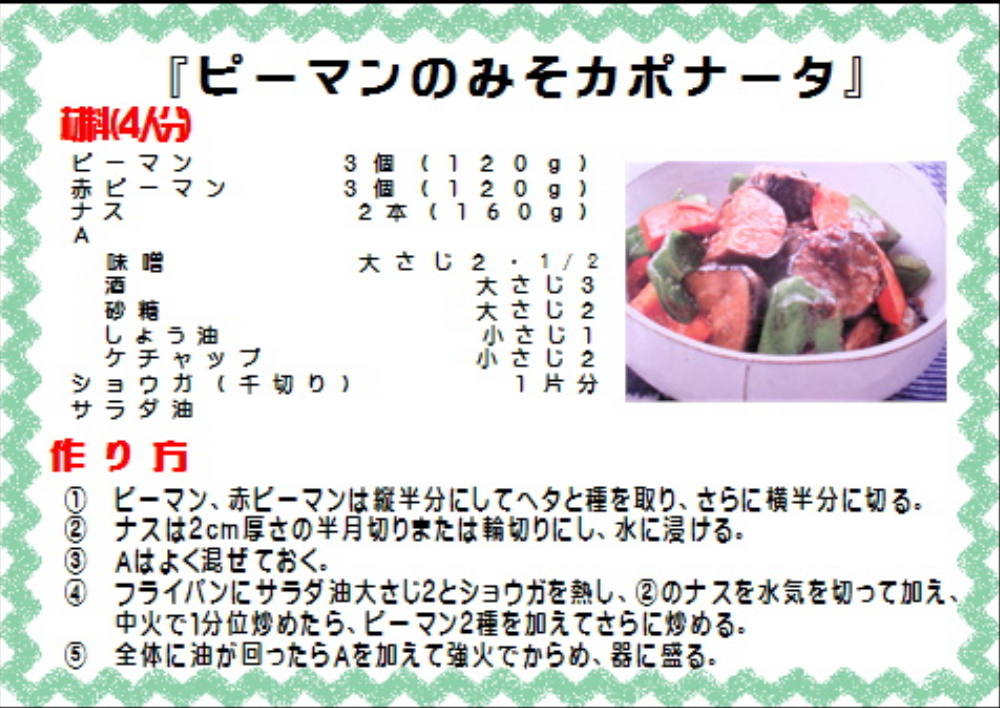 『ピーマンのみそカポナータ』
材料(4人分)
ピーマン 3個(120g)
赤ピーマン 3個(120g)
ナス 2本(160g)
A
味噌 大さじ2・1/2
酒 大さじ3
砂糖 大さじ2
しょう油 小さじ1
ケチャップ 小さじ2
ショウガ(千切り) 1片分
サラダ油
作り方
① ピーマン、赤ピーマンは縦半分にしてヘタと種を取り、さらに横半分に切る。
② ナスは2cm厚さの半月切りまたは輪切りにし、水に浸ける。
③ Aはよく混ぜておく。
④ フライパンにサラダ油大さじ2とショウガを熱し、②のナスを水気を切って加え、
中火で1分位炒めたら、ピーマン2種を加えてさらに炒める。
⑤ 全体に油が回ったらAを加えて強火でからめ、器に盛る。